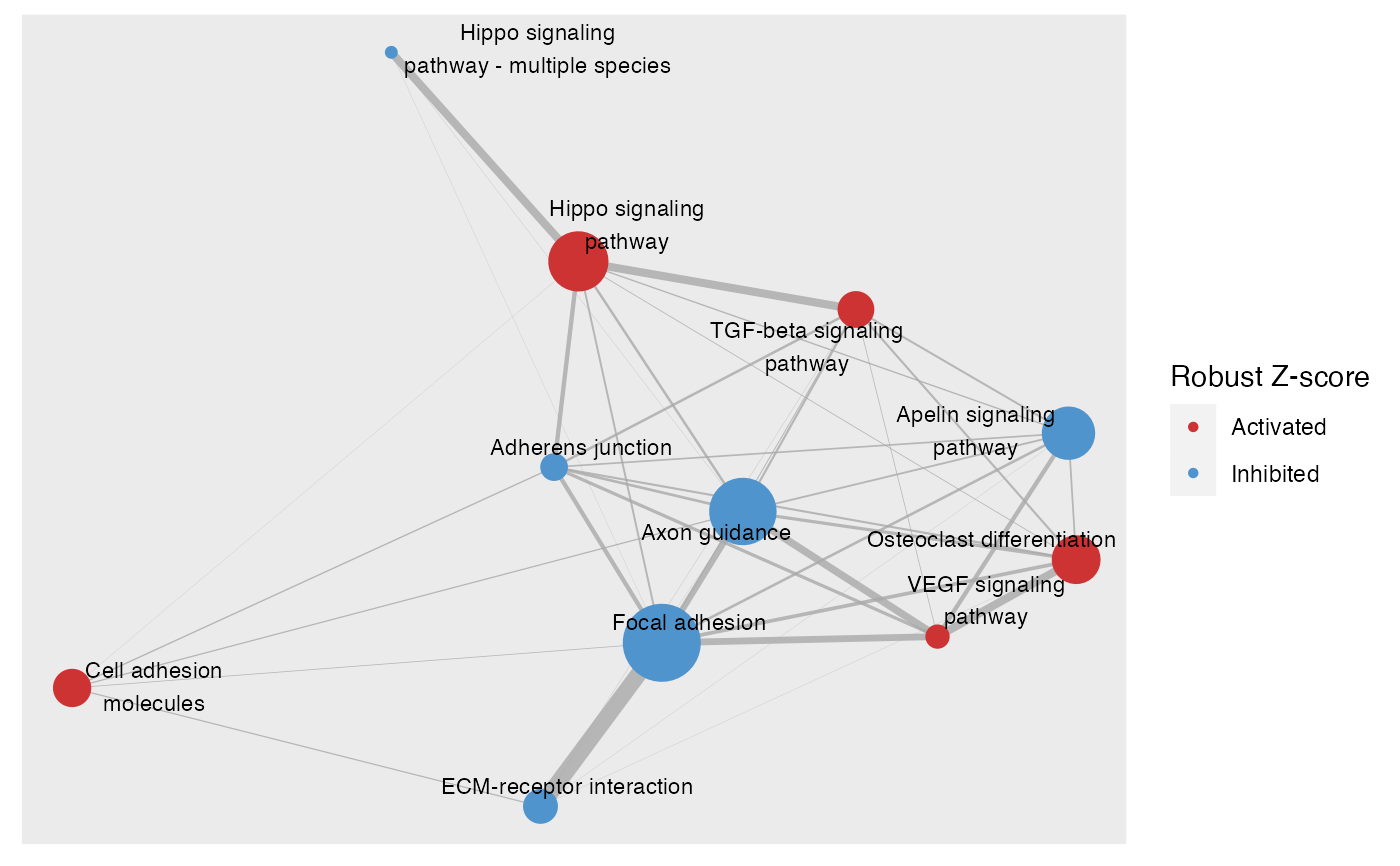 Hippo signaling
pathway - multiple species
Hippo signaling
pathway
TGF-beta signaling
pathway
Apelin signaling
pathway
Adherens junction
Axon guidance
Osteoclast differentiation
VEGF signaling
pathway
Focal adhesion
Cell adhesion
molecules
ECM-receptor interaction
Robust Z-score
Activated
Inhibited